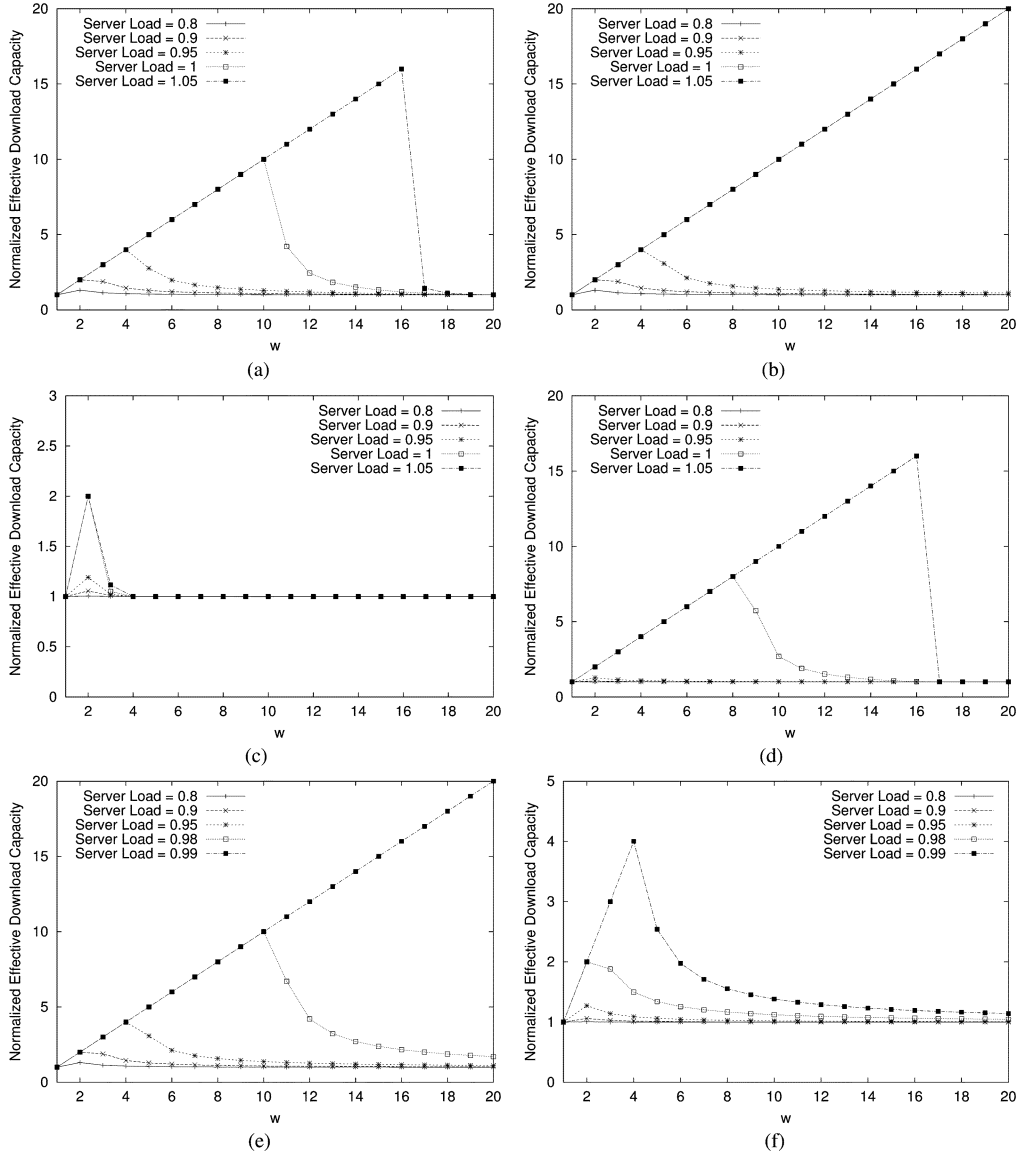 20
15
10
5
0
Normalized Effective Download Capacity
Server Load = 0.8
Server Load = 0.9
Server Load = 0.95
Server Load = 1
Server Load = 1.05
2 4 6 8 10 12 14 16 18 20
w
(a)
20
15
10
5
0
Normalized Effective Download Capacity
Server Load = 0.8
Server Load = 0.9
Server Load = 0.95
Server Load = 1
Server Load = 1.05
2 4 6 8 10 12 14 16 18 20
w
(b)
3
2.5
2
1.5
1
0.5
0
Normalized Effective Download Capacity
Server Load = 0.8
Server Load = 0.9
Server Load = 0.95
Server Load = 1
Server Load = 1.05
2 4 6 8 10 12 14 16 18 20
w
(c)
20
15
10
5
0
Normalized Effective Download Capacity
Server Load = 0.8
Server Load = 0.9
Server Load = 0.95
Server Load = 1
Server Load = 1.05
2 4 6 8 10 12 14 16 18 20
w
(d)
20
15
10
5
0
Normalized Effective Download Capacity
Server Load = 0.8
Server Load = 0.9
Server Load = 0.95
Server Load = 0.98
Server Load = 0.99
2 4 6 8 10 12 14 16 18 20
w
(e)
5
4
3
2
1
0
Normalized Effective Download Capacity
Server Load = 0.8
Server Load = 0.9
Server Load = 0.95
Server Load = 0.98
Server Load = 0.99
2 4 6 8 10 12 14 16 18 20
w
(f)